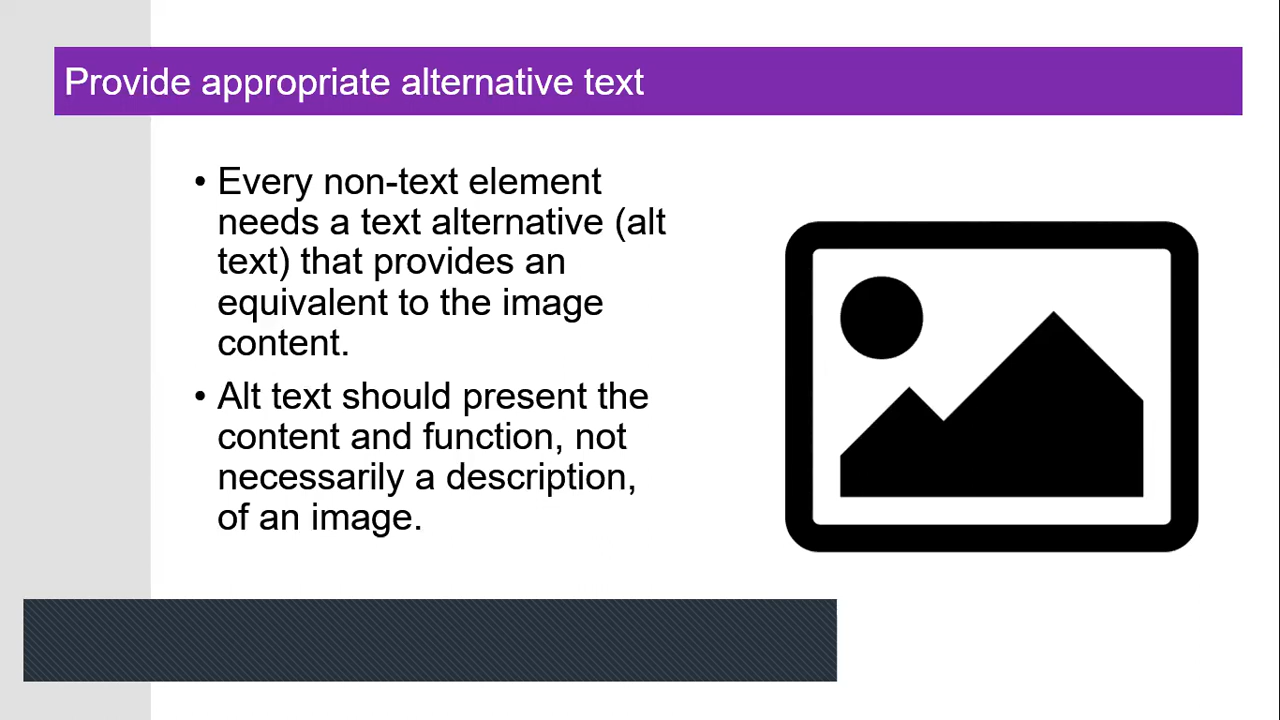 Provide appropriate alternative text
• Every non-text element
needs a text alternative (alt
text) that provides an
equivalent to the image
content.
• Alt text should present the
content and function, not
necessarily a description,
of an image.